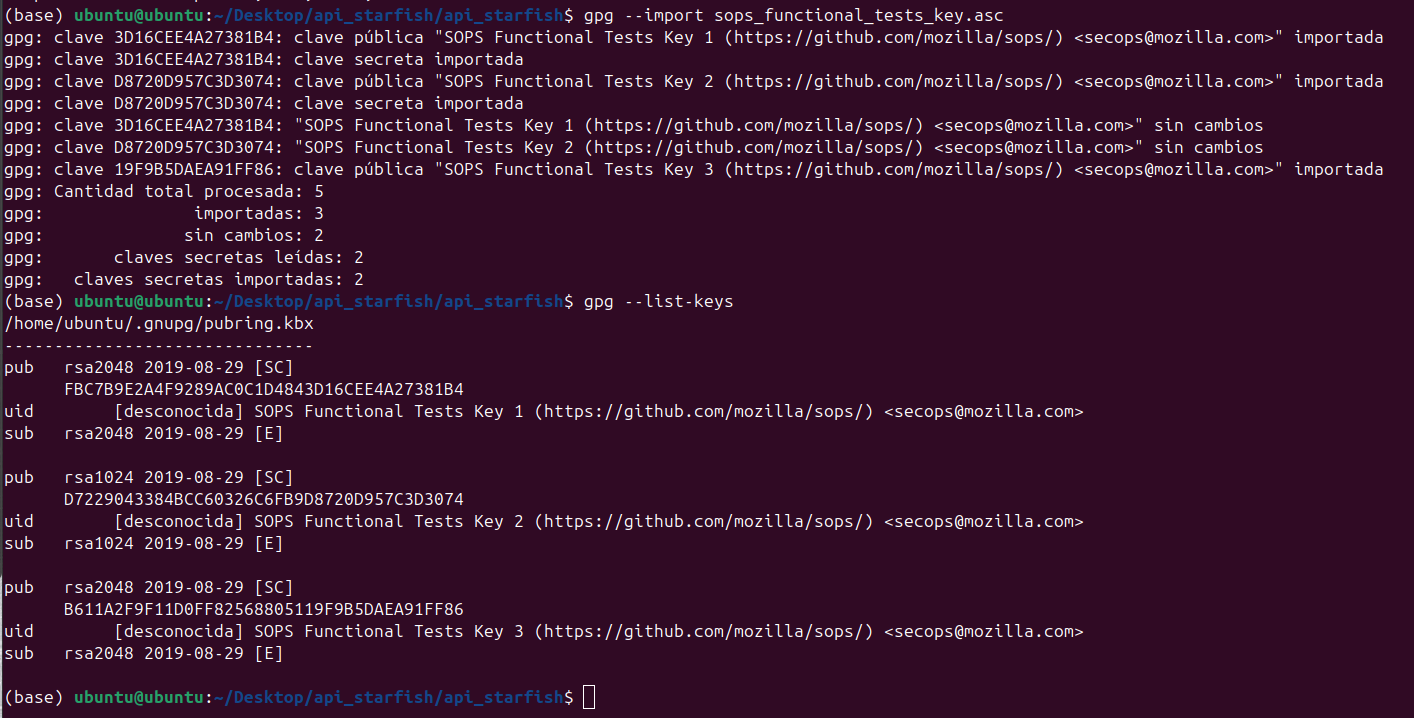 (base) ubuntu@ubuntu:~/Desktop/api_starfish/api_starfish$ gpg --import sops_functional_tests_key.asc
gpg: clave 3D16CEE4A27381B4: clave pública "SOPS Functional Tests Key 1 (https://github.com/mozilla/sops/) <secops@mozilla.com>" importada
gpg: clave 3D16CEE4A27381B4: clave secreta importada
gpg: clave D8720D957C3D3074: clave pública "SOPS Functional Tests Key 2 (https://github.com/mozilla/sops/) <secops@mozilla.com>" importada
gpg: clave D8720D957C3D3074: clave secreta importada
gpg: clave 3D16CEE4A27381B4: "SOPS Functional Tests Key 1 (https://github.com/mozilla/sops/) <secops@mozilla.com>" sin cambios
gpg: clave D8720D957C3D3074: "SOPS Functional Tests Key 2 (https://github.com/mozilla/sops/) <secops@mozilla.com>" sin cambios
gpg: clave 19F9B5DAEA91FF86: clave pública "SOPS Functional Tests Key 3 (https://github.com/mozilla/sops/) <secops@mozilla.com>" importada
gpg: Cantidad total procesada: 5
gpg:               importadas: 3
gpg:              sin cambios: 2
gpg:       claves secretas leídas: 2
gpg:   claves secretas importadas: 2
(base) ubuntu@ubuntu:~/Desktop/api_starfish/api_starfish$ gpg --list-keys
/home/ubuntu/.gnupg/pubring.kbx
-------------------------------
pub   rsa2048 2019-08-29 [SC]
      FBC7B9E2A4F9289AC0C1D4843D16CEE4A27381B4
uid        [desconocida] SOPS Functional Tests Key 1 (https://github.com/mozilla/sops/) <secops@mozilla.com>
sub   rsa2048 2019-08-29 [E]

pub   rsa1024 2019-08-29 [SC]
      D7229043384BCC60326C6FB9D8720D957C3D3074
uid        [desconocida] SOPS Functional Tests Key 2 (https://github.com/mozilla/sops/) <secops@mozilla.com>
sub   rsa1024 2019-08-29 [E]

pub   rsa2048 2019-08-29 [SC]
      B611A2F9F11D0FF82568805119F9B5DAEA91FF86
uid        [desconocida] SOPS Functional Tests Key 3 (https://github.com/mozilla/sops/) <secops@mozilla.com>
sub   rsa2048 2019-08-29 [E]

(base) ubuntu@ubuntu:~/Desktop/api_starfish/api_starfish$